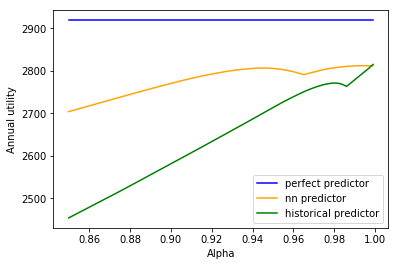 2900
2800
2700
2600
2500
Annual utility
0.86 0.88 0.90 0.92 0.94 0.96 0.98 1.00
Alpha
perfect predictor
nn predictor
historical predictor